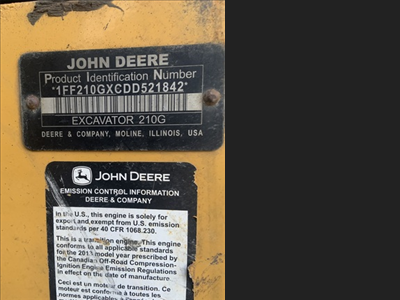 JOHN DEERE
Product Identification Number
*1FF210GXCDD521842*
EXCAVATOR 210G
DEERE & COMPANY, MOLINE, ILLINOIS, USA
JOHN DEERE
EMISSION CONTROL INFORMATION
DEERE & COMPANY
In the U.S., this engine is solely for
export and exempt from U.S. emission
standards per 40 CFR 1068.230.
This is a transition engine. This engine
conforms to all applicable standards
for the 2011 model year prescribed by
the Canadian Off-Road Compression-
Ignition Engine Emission Regulations
in effect on the date of manufacture
Ici est un moteur de transition. Ce
moteur est conforme à toutes les
normes applicables à l'année